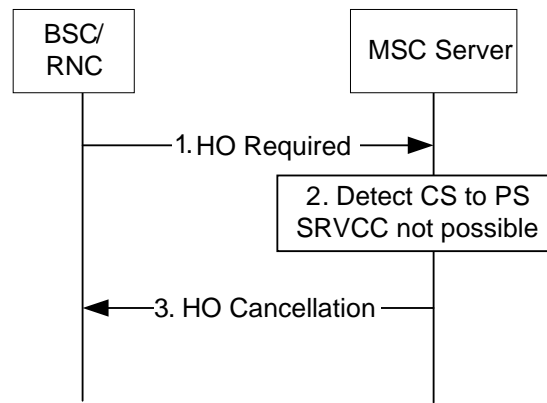 BSC/
RNC
MSC Server
1. HO Required
2. Detect CS to PS
SRVCC not possible
3. HO Cancellation